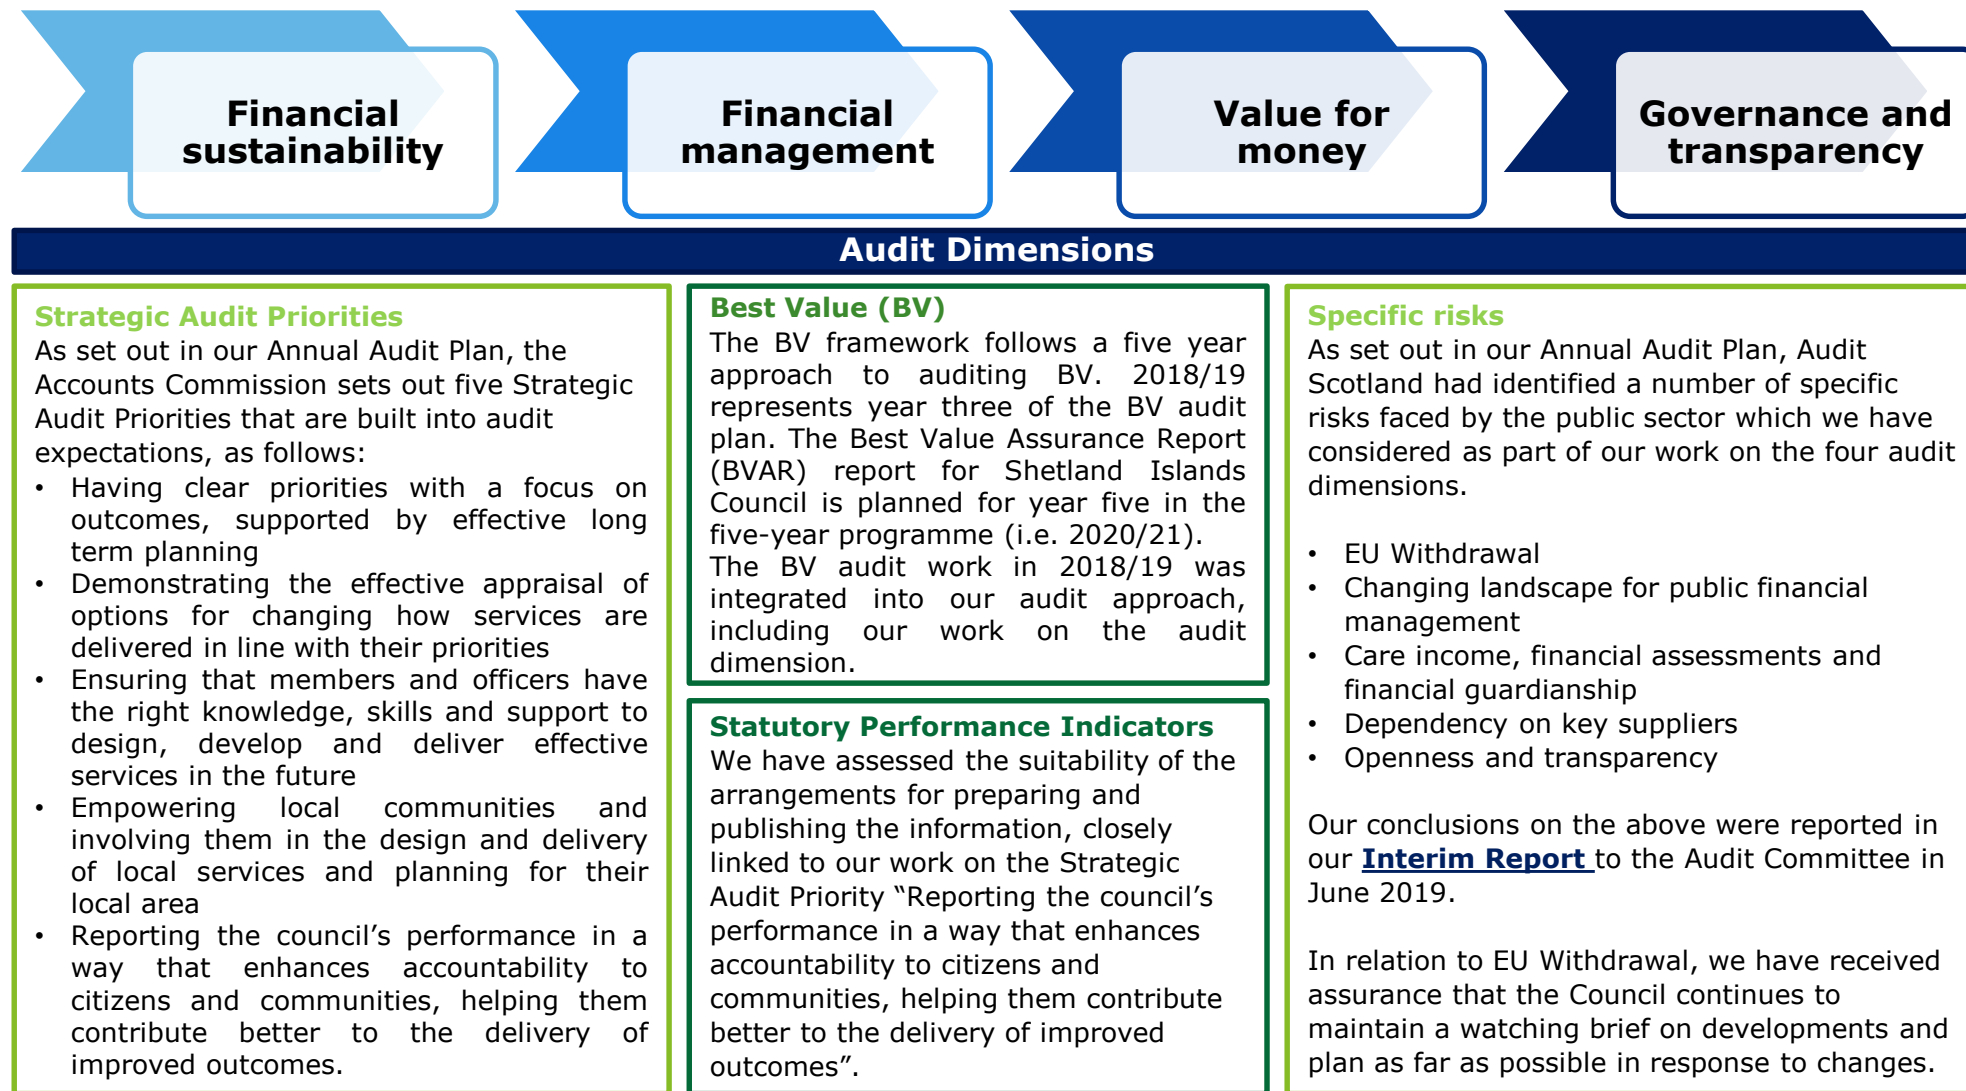 Financial
sustainability
Financial
management
Value for
money
Governance and
transparency
Audit Dimensions
Strategic Audit Priorities
As set out in our Annual Audit Plan, the
Accounts Commission sets out five Strategic
Audit Priorities that are built into audit
expectations, as follows:
• Having clear priorities with a focus on
outcomes, supported by effective long
term planning
• Demonstrating the effective appraisal of
options for changing how services are
delivered in line with their priorities
• Ensuring that members and officers have
the right knowledge, skills and support to
design, develop and deliver effective
services in the future
• Empowering local communities and
involving them in the design and delivery
of local services and planning for their
local area
• Reporting the council's performance in a
way that enhances accountability to
citizens and communities, helping them
contribute better to the delivery of
improved outcomes.
Best Value (BV)
The BV framework follows a five year
approach to auditing BV. 2018/19
represents year three of the BV audit
plan. The Best Value Assurance Report
(BVAR) report for Shetland Islands
Council is planned for year five in the
five-year programme (i.e. 2020/21).
The BV audit work in 2018/19 was
integrated into our audit approach,
including our work on the audit
dimension.
Statutory Performance Indicators
We have assessed the suitability of the
arrangements for preparing and
publishing the information, closely
linked to our work on the Strategic
Audit Priority “Reporting the council’s
performance in a way that enhances
accountability to citizens and
communities, helping them contribute
better to the delivery of improved
outcomes”.
Specific risks
As set out in our Annual Audit Plan, Audit
Scotland had identified a number of specific
risks faced by the public sector which we have
considered as part of our work on the four audit
dimensions.
• EU Withdrawal
• Changing landscape for public financial
management
• Care income, financial assessments and
financial guardianship
• Dependency on key suppliers
• Openness and transparency
Our conclusions on the above were reported in
our Interim Report to the Audit Committee in
June 2019.
In relation to EU Withdrawal, we have received
assurance that the Council continues to
maintain a watching brief on developments and
plan as far as possible in response to changes.